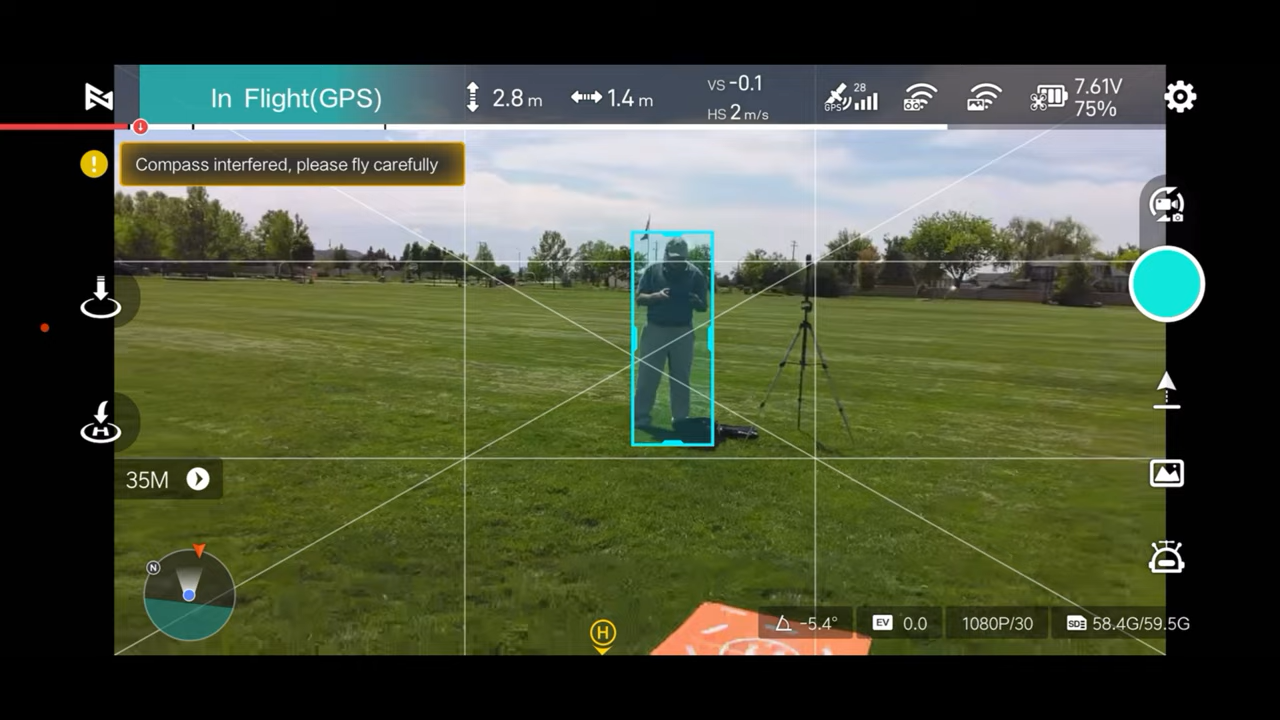 In Flight(GPS)
2.8 m
1.4 m
VS -0.1
HS 2 m/s
GPS
28
7.61V
75%
Compass interfered, please fly carefully
35M
N
H
-5.4°
EV 0.0
1080P/30
58.4G/59.5G